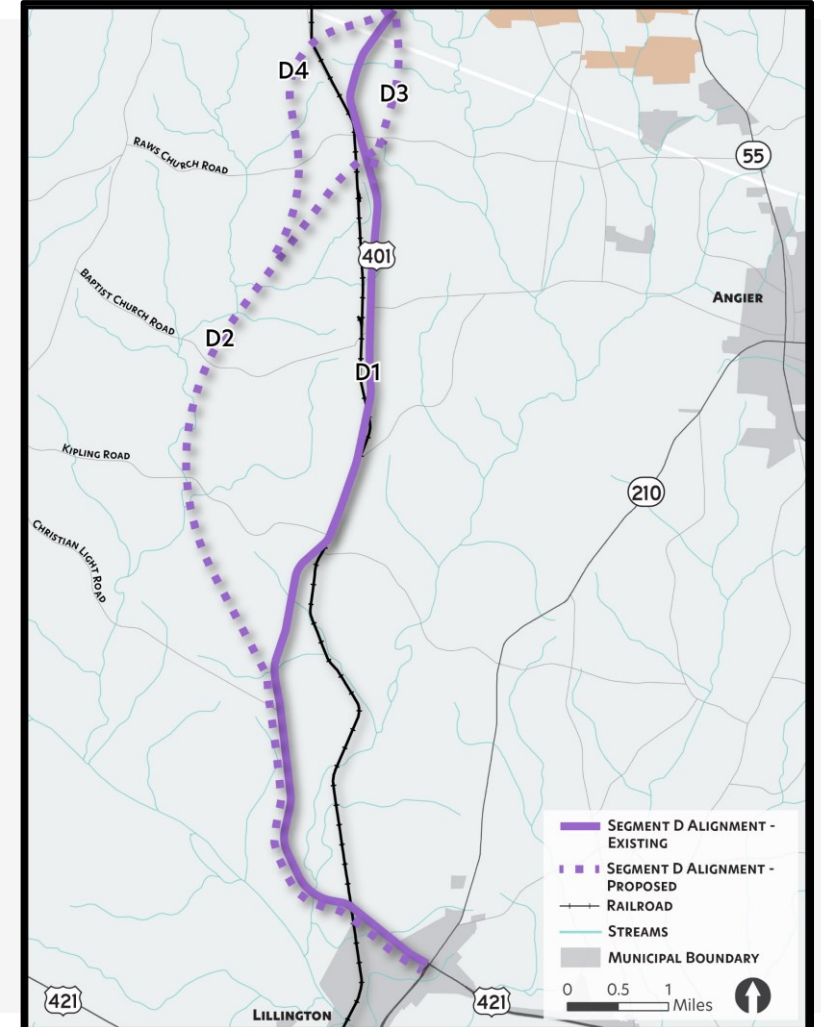 D4
D3
RAWS CHURCH ROAD
55
401
BAPTIST CHURCH ROAD
ANGIER
D2
D1
KIPLING ROAD
210
CHRISTIAN LIGHT ROAD
SEGMENT D ALIGNMENT -
EXISTING
SEGMENT D ALIGNMENT -
PROPOSED
RAILROAD
STREAMS
MUNICIPAL BOUNDARY
0 0.5 1
Miles
421
421
LILLINGTON